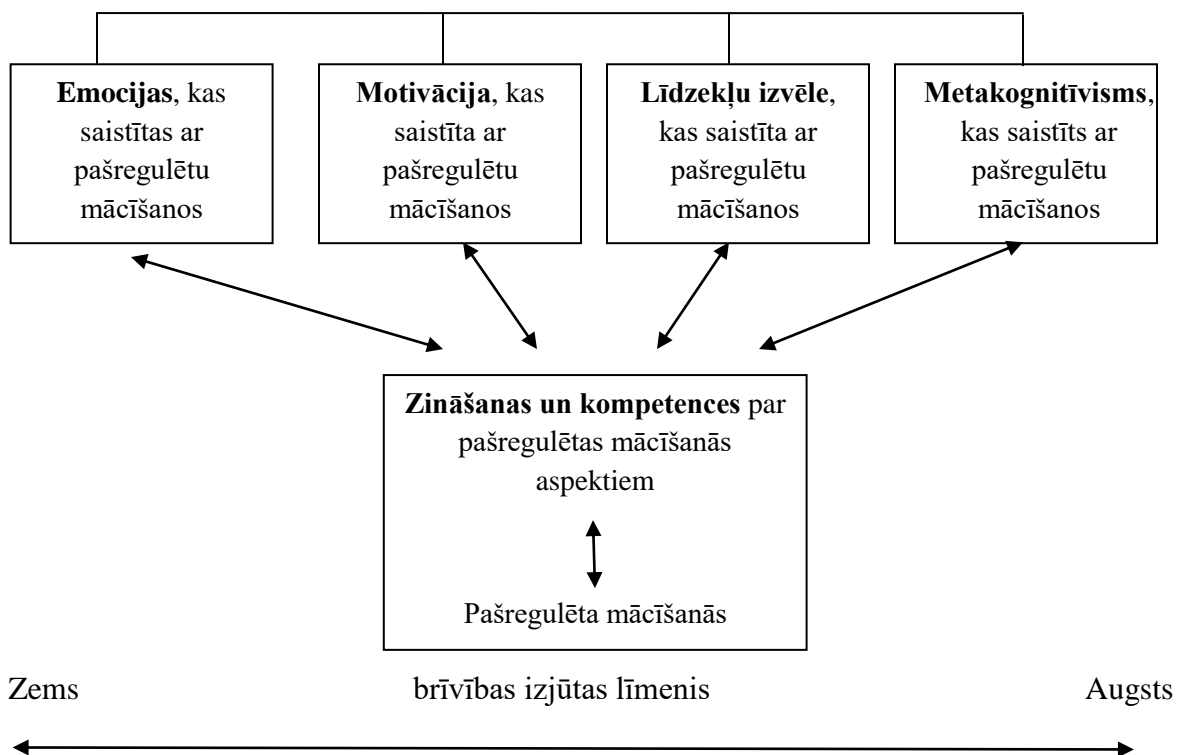 Emocijas, kas
saistītas ar
pašregulētu
mācīšanos
Motivācija, kas
saistīta ar
pašregulētu
mācīšanos
Līdzekļu izvēle,
kas saistīta ar
pašregulētu
mācīšanos
Metakognitīvisms,
kas saistīts ar
pašregulētu
mācīšanos
Zināšanas un kompetences par
pašregulētas mācīšanās
aspektiem
Pašregulēta mācīšanās
Zems brīvības izjūtas līmenis Augsts